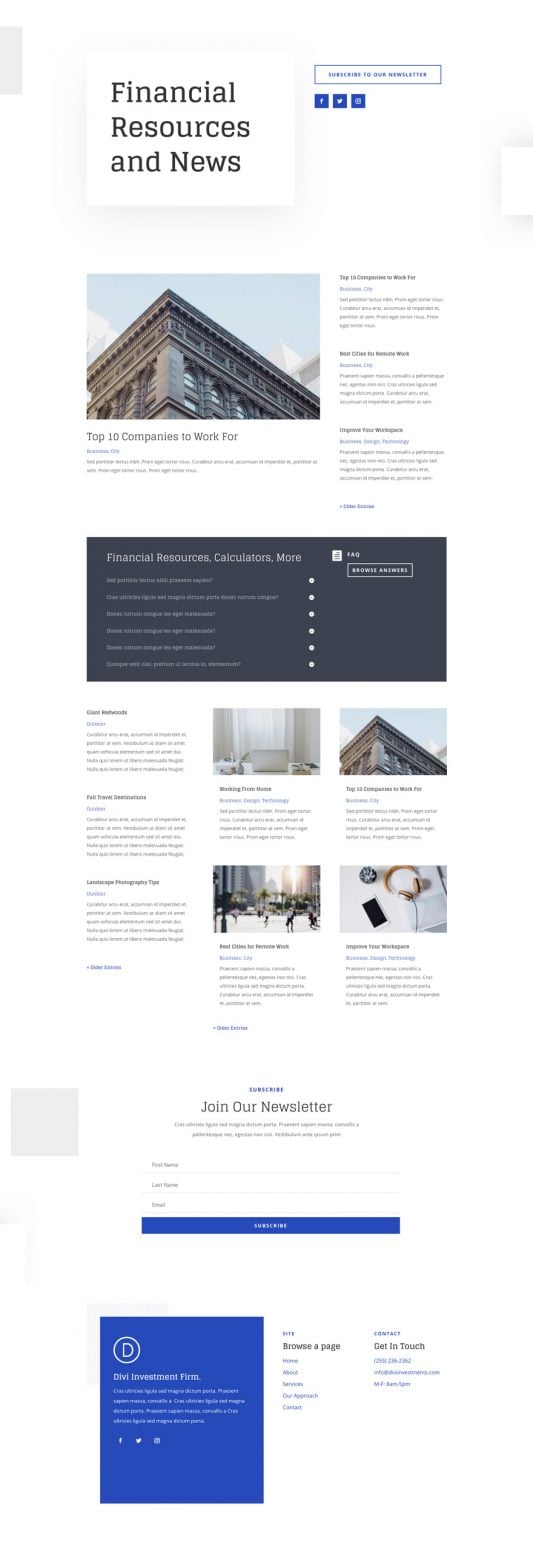 Financial
Resources
and News
SUBSCRIBE TO OUR NEWSLETTER
Top 10 Companies to Work For
Business, City
Sed porttitor lectus nibh. Proin eget tortor risus. Curabitur arcu erat, accumsan id imperdiet et, porttitor at
sem. Proin eget tortor risus. Proin eget tortor risus.
Top 10 Companies to Work For
Business, City
Sed porttitor lectus nibh. Proin eget tortor risus.
Curabitur arcu erat, accumsan id imperdiet et,
porttitor at sem. Proin eget tortor risus. Proin
eget tortor risus.
Best Cities for Remote Work
Business, City
Praesent sapien massa, convallis a pellentesque
nec, egestas non nisi. Cras ultricies ligula sed
magna dictum porta. Curabitur arcu erat,
accumsan id imperdiet et, porttitor at sem.
Improve Your Workspace
Business, Design, Technology
Praesent sapien massa, convallis a pellentesque
nec, egestas non nisi. Cras ultricies ligula sed
magna dictum porta. Curabitur arcu erat,
accumsan id imperdiet et, porttitor at sem.
« Older Entries
Financial Resources, Calculators, More
Sed porttitor lectus nibh praesent sapien?
Cras ultricies ligula sed magna dictum porta donec rutrum congue?
Donec rutrum congue leo eget malesuada?
Donec rutrum congue leo eget malesuada?
Donec rutrum congue leo eget malesuada?
Quisque velit nisi, pretium ut lacinia in, elementum?
FAQ
BROWSE ANSWERS
Giant Redwoods
Outdoor
Curabitur arcu erat, accumsan id imperdiet et,
porttitor at sem. Vestibulum ac diam sit amet
quam vehicula elementum sed sit amet dui.
Nulla quis lorem ut libero malesuada feugiat.
Fall Travel Destinations
Outdoor
Curabitur arcu erat, accumsan id imperdiet et,
porttitor at sem. Vestibulum ac diam sit amet
quam vehicula elementum sed sit amet dui.
Nulla quis lorem ut libero malesuada feugiat.
Nulla quis lorem ut libero malesuada feugiat.
Landscape Photography Tips
Outdoor
Curabitur arcu erat, accumsan id imperdiet et,
porttitor at sem. Vestibulum ac diam sit amet
quam vehicula elementum sed sit amet dui.
Nulla quis lorem ut libero malesuada feugiat.
Nulla quis lorem ut libero malesuada feugiat.
« Older Entries
Working From Home
Business, Design, Technology
Sed porttitor lectus nibh. Proin eget tortor
risus. Curabitur arcu erat, accumsan id
imperdiet et, porttitor at sem. Proin eget
tortor risus.
Top 10 Companies to Work For
Business, City
Sed porttitor lectus nibh. Proin eget tortor
risus. Curabitur arcu erat, accumsan id
imperdiet et, porttitor at sem. Proin eget
tortor risus. Proin eget tortor risus.
Best Cities for Remote Work
Business, City
Praesent sapien massa, convallis a
pellentesque nec, egestas non nisi. Cras
ultricies ligula sed magna dictum porta.
Curabitur arcu erat, accumsan id imperdiet
et, porttitor at sem.
Improve Your Workspace
Business, Design, Technology
Praesent sapien massa, convallis a
pellentesque nec, egestas non nisi. Cras
ultricies ligula sed magna dictum porta.
Curabitur arcu erat, accumsan id imperdiet
et, porttitor at sem.
« Older Entries
SUBSCRIBE
Join Our Newsletter
Cras ultricies ligula sed magna dictum porta. Praesent sapien massa, convallis a
pellentesque nec, egestas non nisi. Vestibulum ante ipsum prim
First Name
Last Name
Email
SUBSCRIBE
D
Divi Investment Firm.
Cras ultricies ligula sed magna dictum porta. Praesent
sapien massa, convallis a Cras ultricies ligula sed magna
dictum porta. Praesent sapien massa, convallis a Cras
ultricies ligula sed magna dictum porta.
SITE
Browse a page
Home
About
Services
Our Approach
Contact
CONTACT
Get In Touch
(255) 236-2362
info@diviinvestments.com
M-F: 8am-5pm